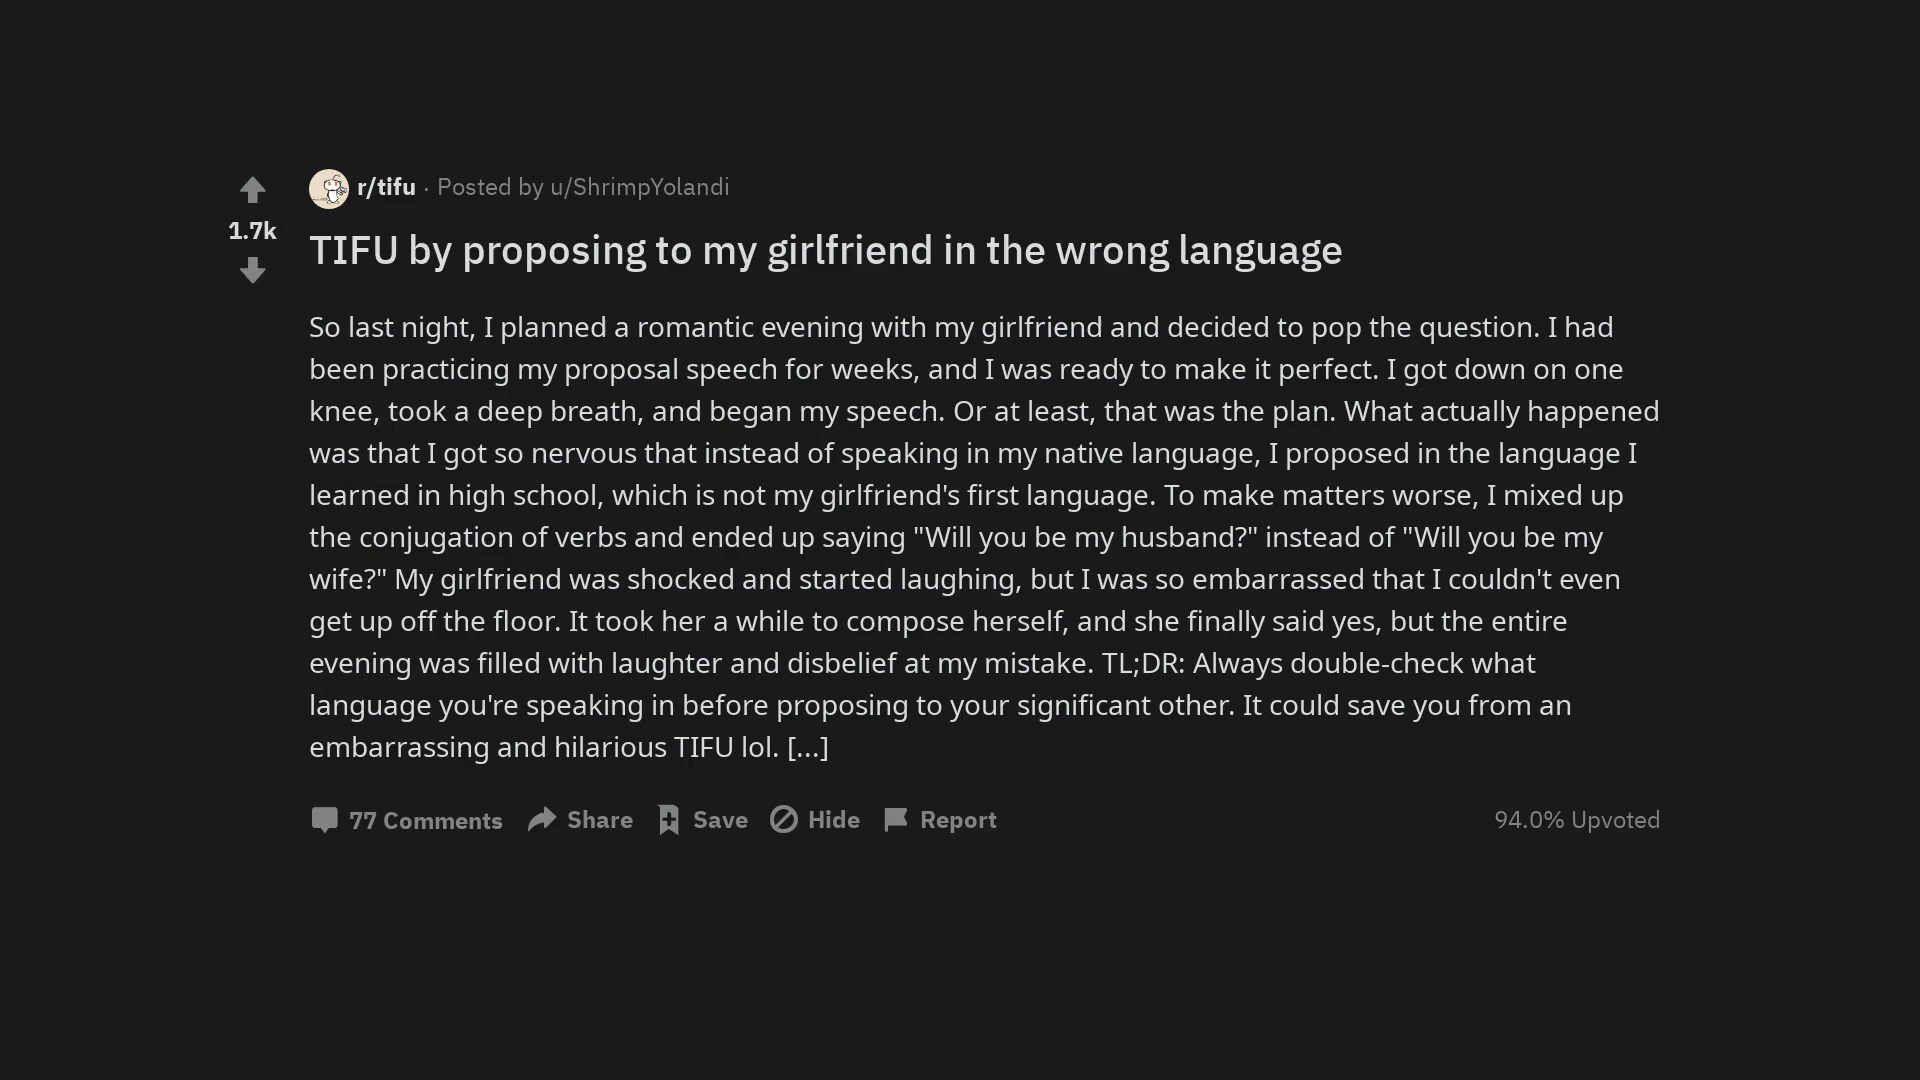 r/tifu · Posted by u/ShrimpYolandi
1.7k
TIFU by proposing to my girlfriend in the wrong language
So last night, I planned a romantic evening with my girlfriend and decided to pop the question. I had
been practicing my proposal speech for weeks, and I was ready to make it perfect. I got down on one
knee, took a deep breath, and began my speech. Or at least, that was the plan. What actually happened
was that I got so nervous that instead of speaking in my native language, I proposed in the language I
learned in high school, which is not my girlfriend's first language. To make matters worse, I mixed up
the conjugation of verbs and ended up saying "Will you be my husband?" instead of "Will you be my
wife?" My girlfriend was shocked and started laughing, but I was so embarrassed that I couldn't even
get up off the floor. It took her a while to compose herself, and she finally said yes, but the entire
evening was filled with laughter and disbelief at my mistake. TL;DR: Always double-check what
language you're speaking in before proposing to your significant other. It could save you from an
embarrassing and hilarious TIFU lol. [...]
77 Comments Share Save Hide Report 94.0% Upvoted